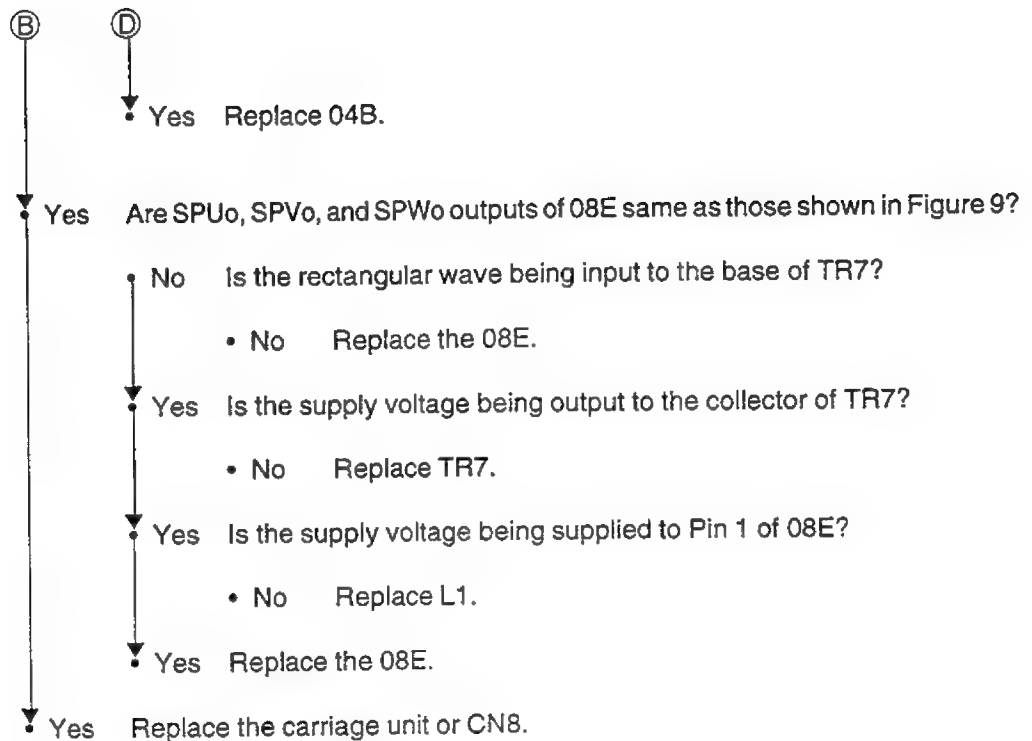 B D
Yes Replace 04B.
Yes Are SPUo, SPVo, and SPWo outputs of 08E same as those shown in Figure 9?
• No Is the rectangular wave being input to the base of TR7?
• No Replace the 08E.
Yes Is the supply voltage being output to the collector of TR7?
• No Replace TR7.
Yes Is the supply voltage being supplied to Pin 1 of 08E?
• No Replace L1.
Yes Replace the 08E.
Yes Replace the carriage unit or CN8.